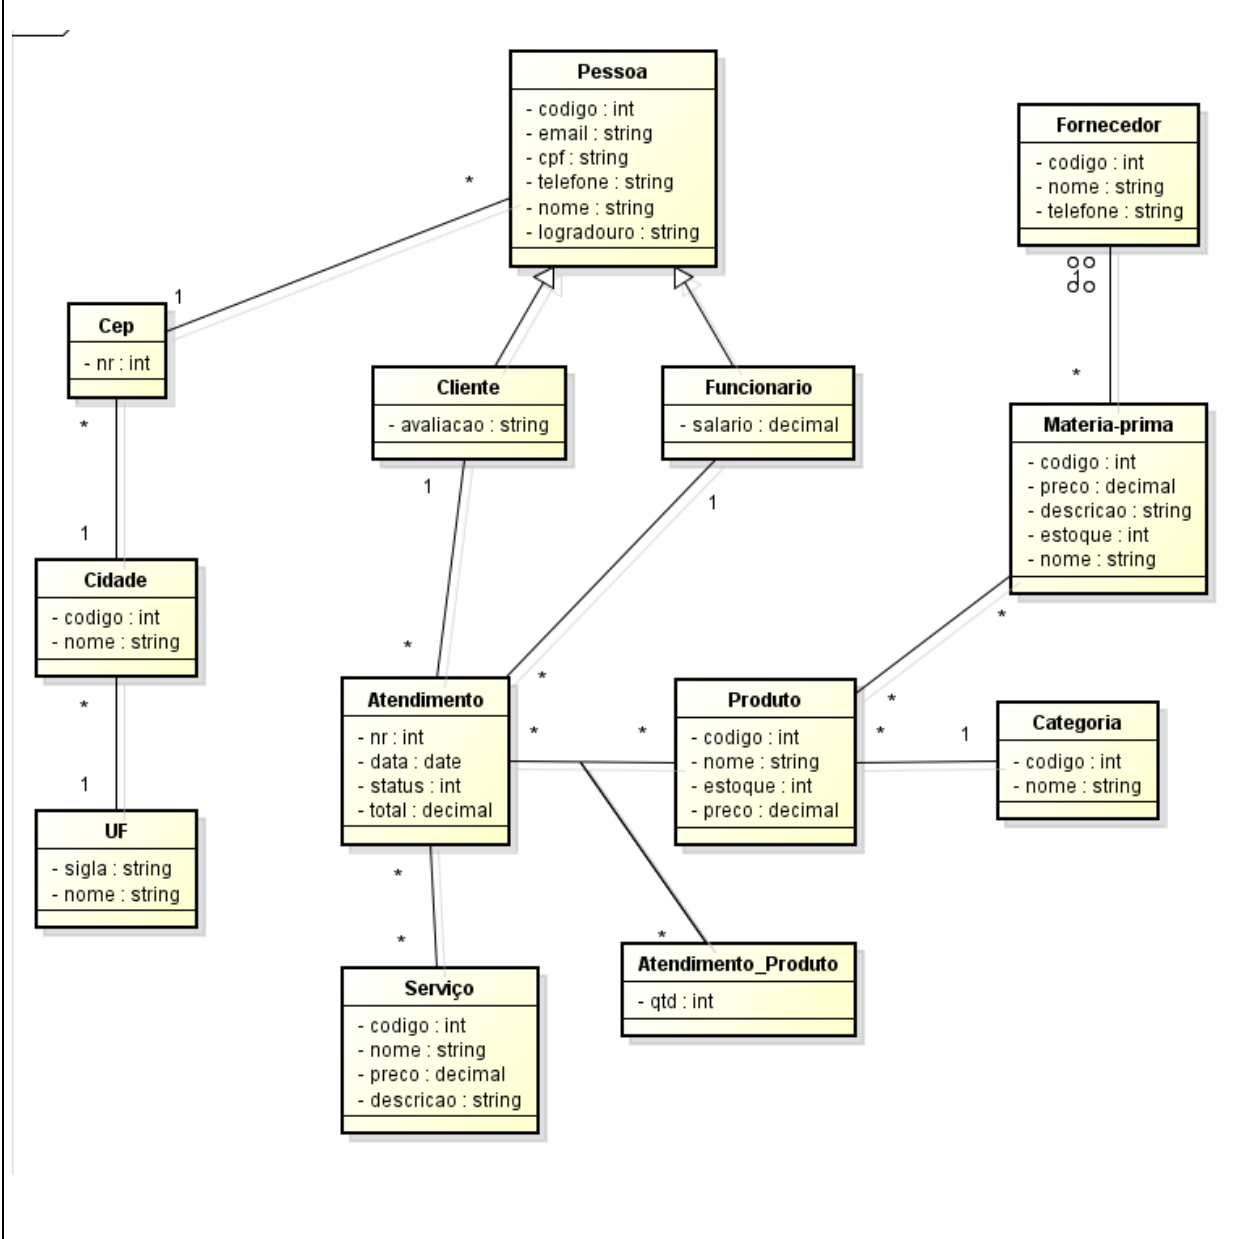 Pessoa
- codigo : int
- email : string
- cpf : string
- telefone : string
- nome : string
- logradouro : string
Fornecedor
- codigo : int
- nome : string
- telefone : string
*
1
1
*
Cep
- nr : int
Cliente
- avaliacao : string
Funcionario
- salario : decimal
Materia-prima
- codigo : int
- preco : decimal
- descricao : string
- estoque : int
- nome : string
*
1
1
1
Cidade
- codigo : int
- nome : string
*
*
*
*
*
1
UF
- sigla : string
- nome : string
Atendimento
- nr : int
- data : date
- status : int
- total : decimal
*
*
Produto
- codigo : int
- nome : string
- estoque : int
- preco : decimal
*
1
Categoria
- codigo : int
- nome : string
*
*
*
Serviço
- codigo : int
- nome : string
- preco : decimal
- descricao : string
Atendimento_Produto
- qtd : int